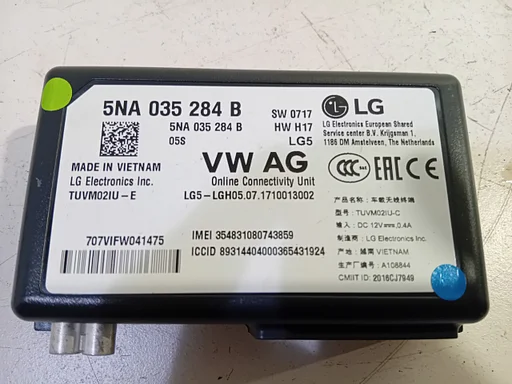 5NA 035 284 B
5NA 035 284 B
05S
SW 0717
HW H17
LG5
LG
LG Electronics European Shared
Service center B.V. Krijgsman 1,
1186 DM Amstelveen, The Netherlands
MADE IN VIETNAM
LG Electronics Inc.
TUVM02IU-E
VW AG
Online Connectivity Unit
LG5-LGH05.07.1710013002
CCC EAC CE
产品名称: 车载无线终端
型号: TUVM02IU-C
输入: DC 12V, 0.4A
制造商: LG Electronics Inc.
产地: 越南 VIETNAM
生产厂编号: A108844
CMIIT ID: 2016CJ7949
707VIFW041475
IMEI 354831080743859
ICCID 89314404000365431924